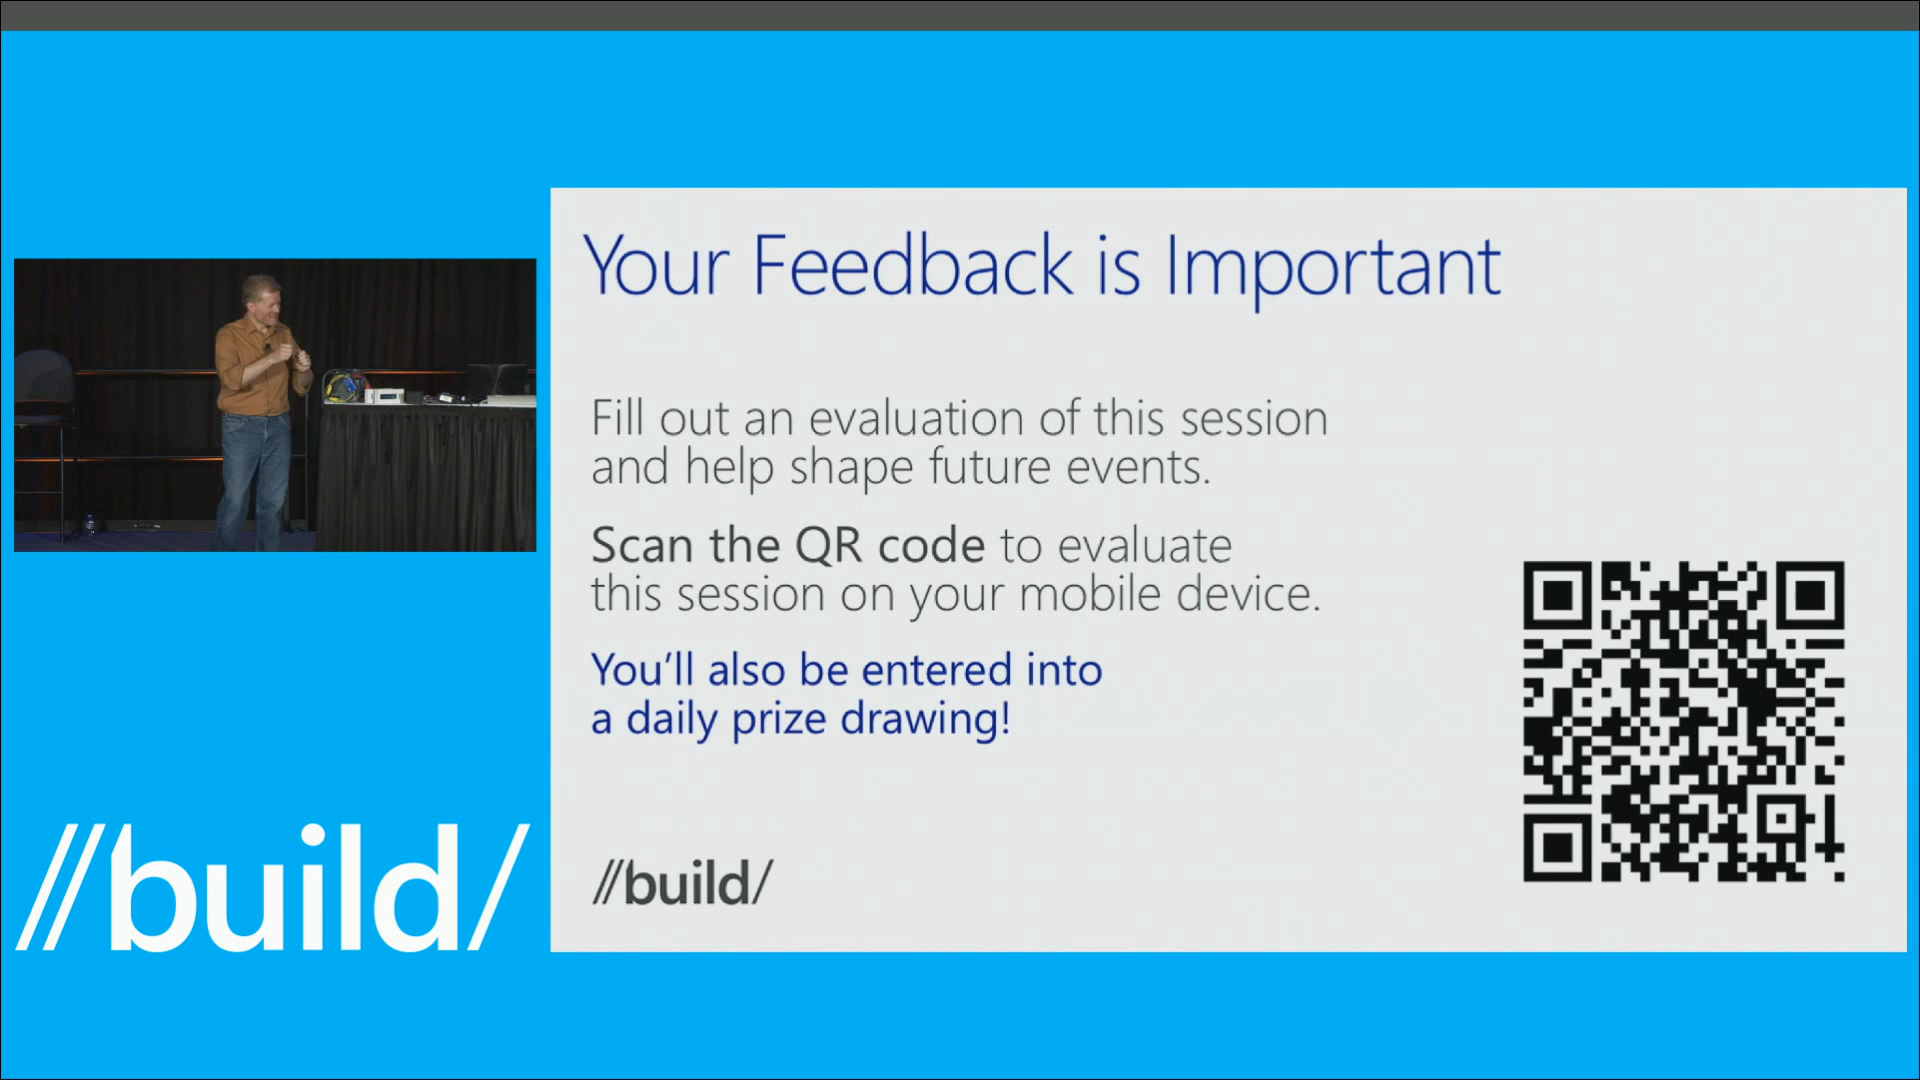 Your Feedback is Important
Fill out an evaluation of this session
and help shape future events.
Scan the QR code to evaluate
this session on your mobile device.
You'll also be entered into
a daily prize drawing!
//build/
//build/